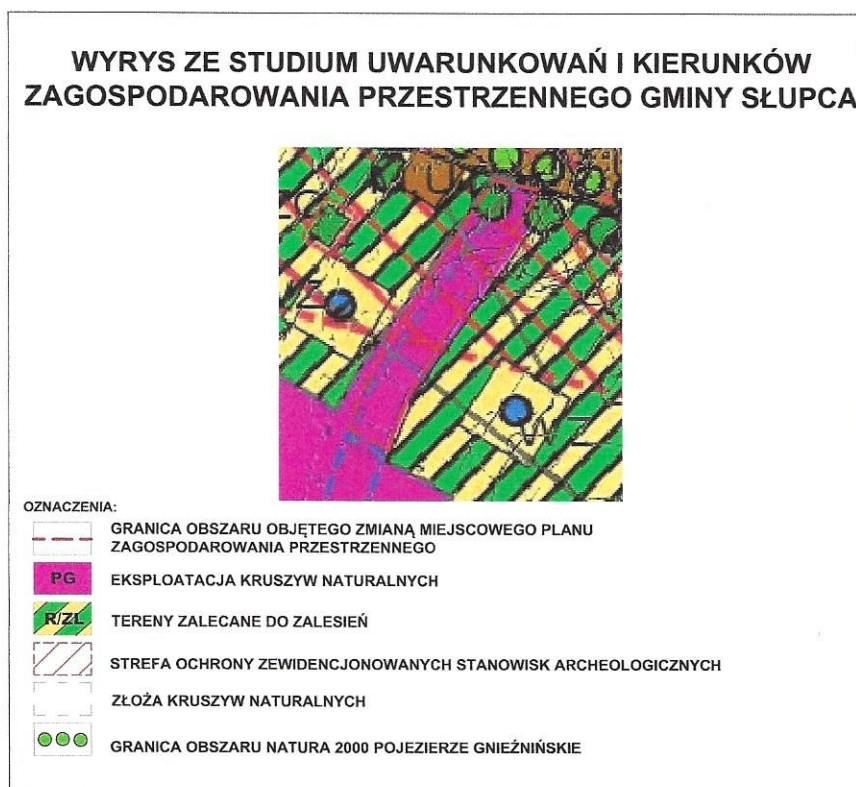 WYRYS ZE STUDIUM UWARUNKOWAŃ I KIERUNKÓW
ZAGOSPODAROWANIA PRZESTRZENNEGO GMINY SŁUPCA
OZNACZENIA:
GRANICA OBSZARU OBJĘTEGO ZMIANĄ MIEJSCOWEGO PLANU
ZAGOSPODAROWANIA PRZESTRZENNEGO
PG
EKSPLOATACJA KRUSZYW NATURALNYCH
R/ZL
TERENY ZALECANE DO ZALESIEŃ
STREFA OCHRONY ZEWIDENCJONOWANYCH STANOWISK ARCHEOLOGICZNYCH
ZŁOŻA KRUSZYW NATURALNYCH
GRANICA OBSZARU NATURA 2000 POJEZIERZE GNIEŹNIŃSKIE